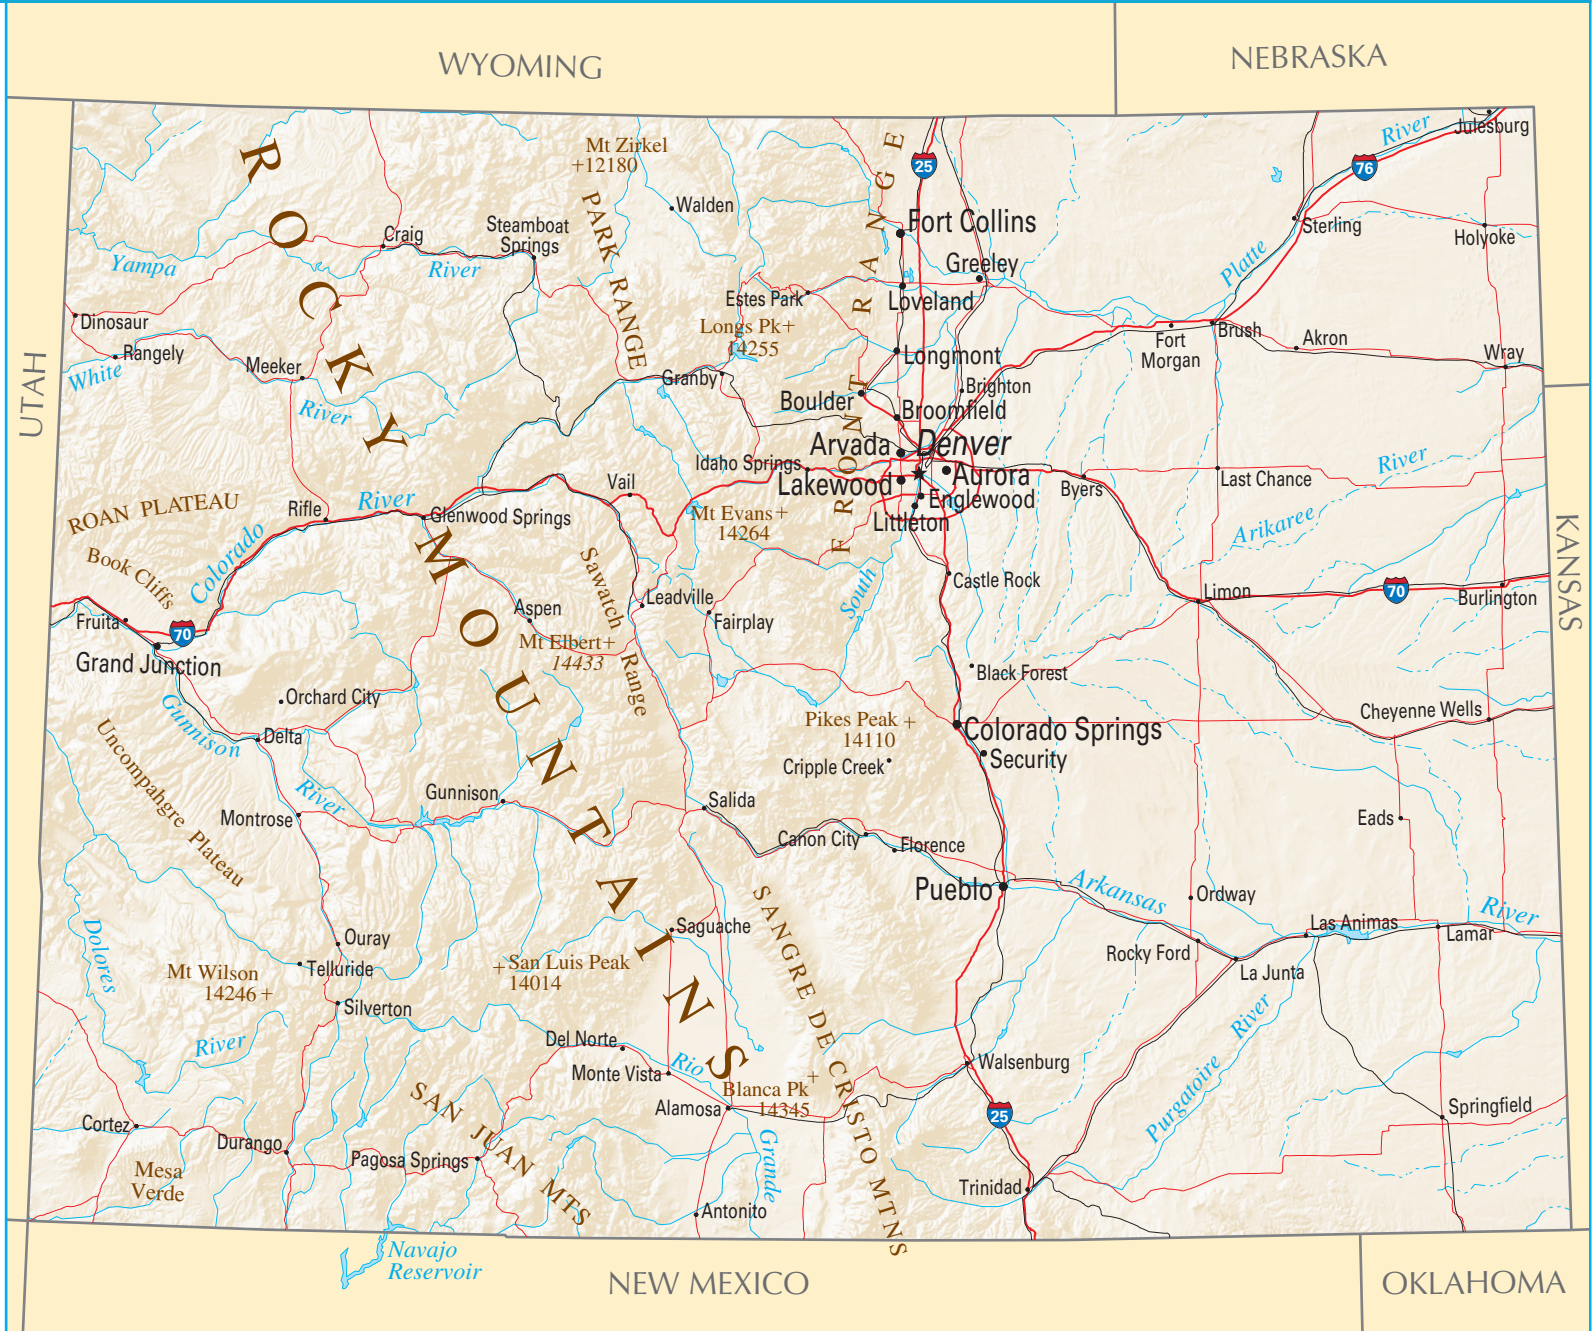 WYOMING
NEBRASKA
UTAH
KANSAS
NEW MEXICO
OKLAHOMA
ROCKY
MOUNTAINS
Mt Zirkel
+12180
PARK RANGE
FRONT RANGE
25
76
River
Julesburg
Walden
Fort Collins
Sterling
Holyoke
Craig
Steamboat
Springs
Yampa
River
Greeley
Platte
Estes Park
Loveland
Dinosaur
Longs Pk+
14255
Rangely
Longmont
Fort
Morgan
Brush
Akron
Wray
White
Meeker
River
Granby
Boulder
Brighton
Broomfield
Arvada
Denver
Idaho Springs
Aurora
Lakewood
Englewood
Littleton
Byers
Last Chance
River
Arikaree
Vail
Mt Evans+
14264
ROAN PLATEAU
Rifle
River
Glenwood Springs
Colorado
Book Cliffs
Sawatch
Range
Castle Rock
South
Limon
70
Burlington
Leadville
Fairplay
Aspen
Mt Elbert+
14433
Fruita
70
Grand Junction
Black Forest
Orchard City
Gunnison
Delta
River
Pikes Peak +
14110
Colorado Springs
Security
Cripple Creek
Cheyenne Wells
Uncompahgre Plateau
Montrose
Gunnison
Salida
Canon City
Florence
Eads
Pueblo
Arkansas
Ordway
River
Las Animas
Lamar
Rocky Ford
La Junta
SANGRE DE CRISTO MTNS
Saguache
Ouray
Telluride
Mt Wilson
14246 +
+San Luis Peak
14014
Dolores
River
Silverton
Del Norte
Rio
Monte Vista
Blanca Pk
+
14345
Alamosa
Walsenburg
25
River
Purgatoire
Springfield
Cortez
SAN JUAN MTS
Durango
Pagosa Springs
Mesa
Verde
Grande
Trinidad
Antonito
Navajo
Reservoir